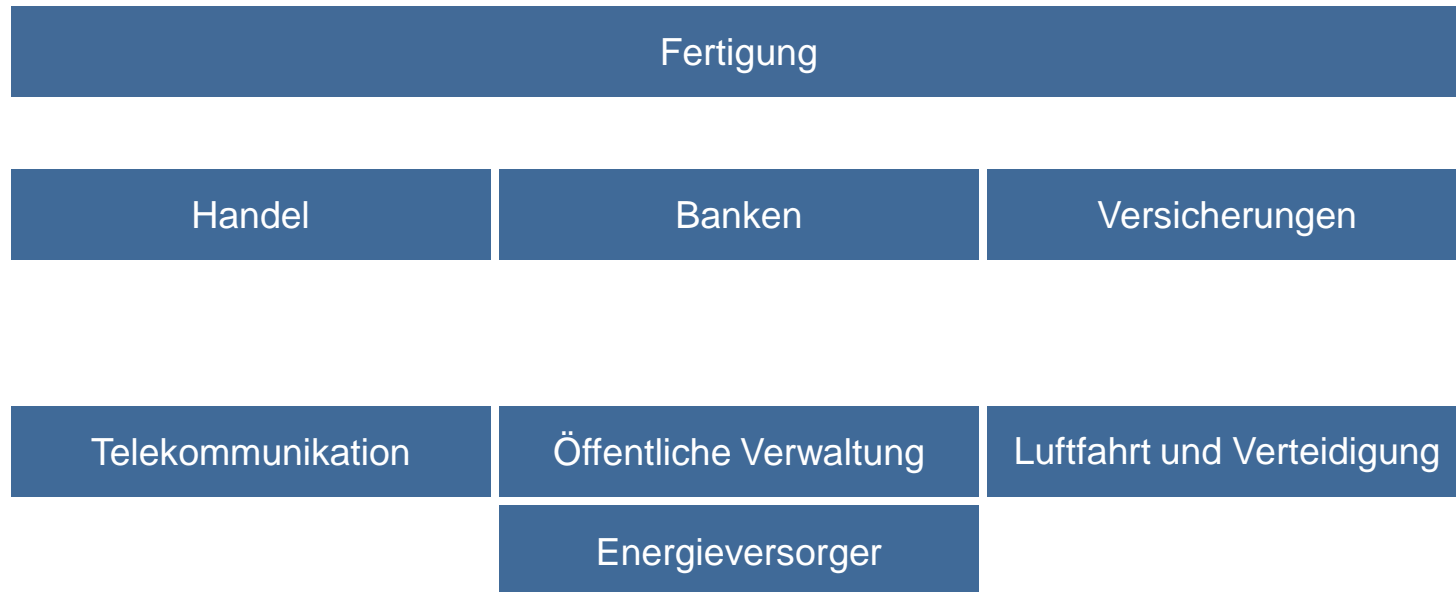 Fertigung
Handel
Banken
Versicherungen
Telekommunikation
Öffentliche Verwaltung
Luftfahrt und Verteidigung
Energieversorger